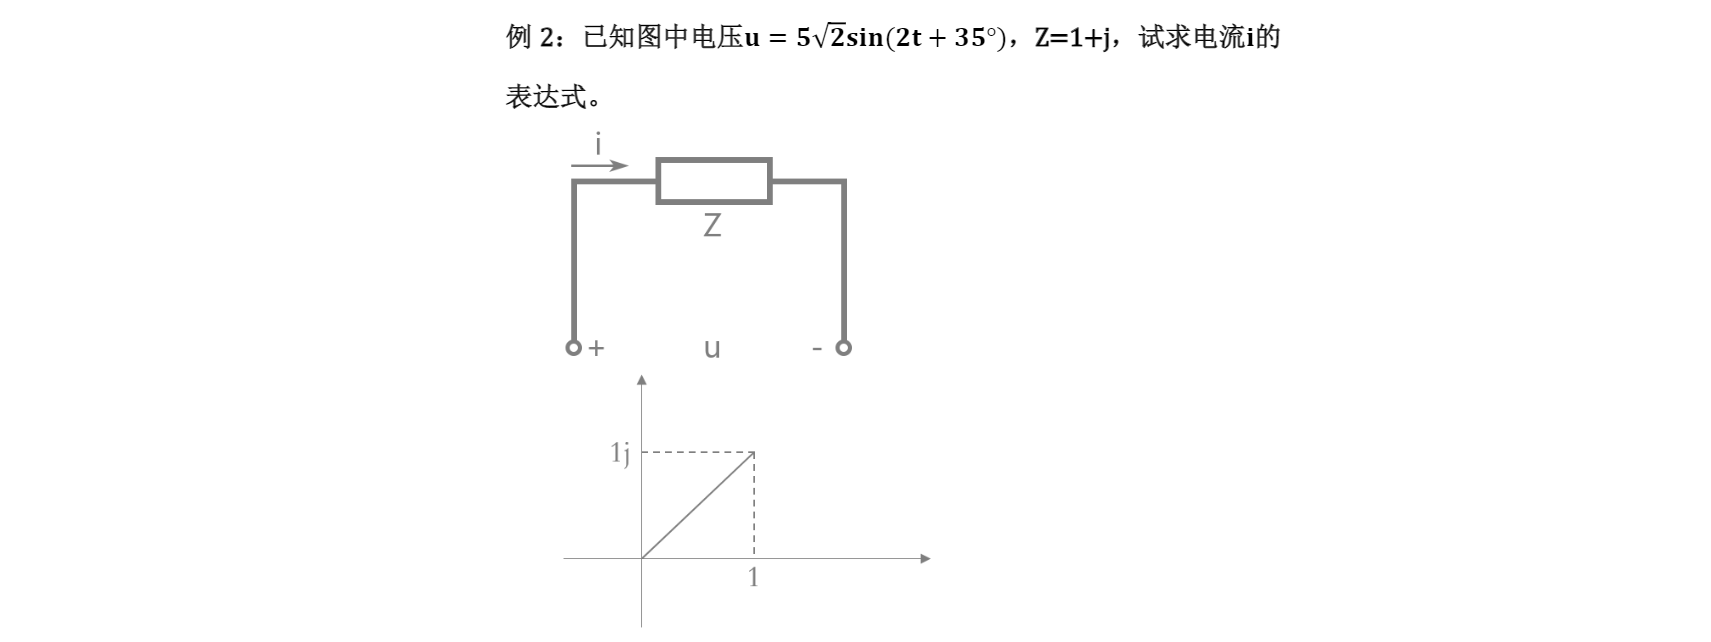 例 2：已知图中电压u = 5√2sin(2t + 35°)，Z=1+j，试求电流i的
表达式。
i
Z
+ u -
1j
1